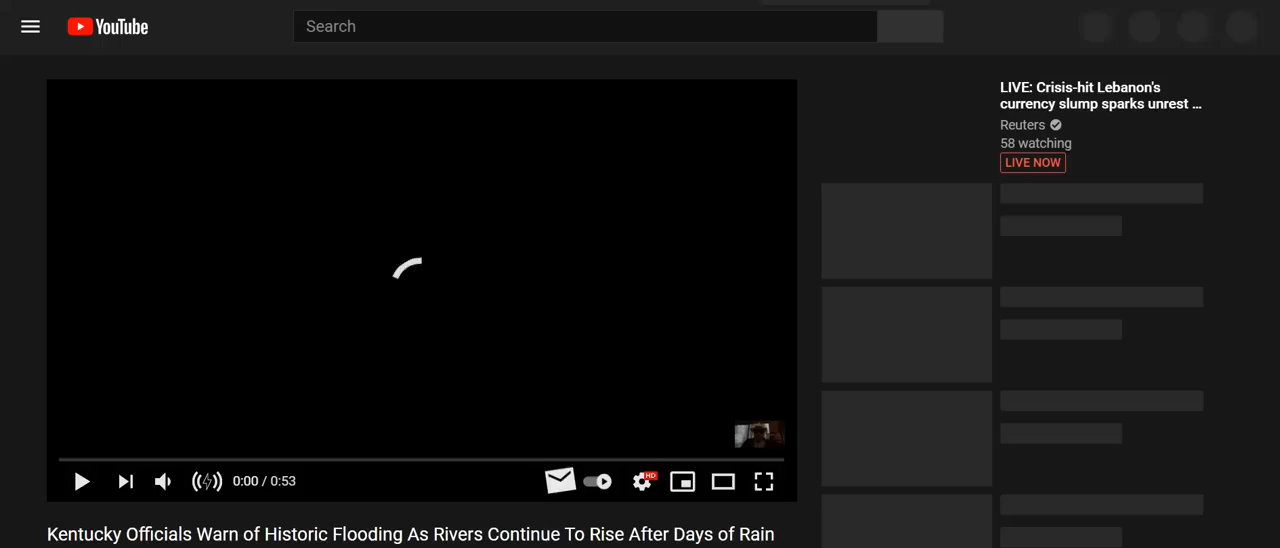 YouTube
Search
LIVE: Crisis-hit Lebanon's
currency slump sparks unrest ...
Reuters
58 watching
LIVE NOW
0:00 / 0:53
HD
Kentucky Officials Warn of Historic Flooding As Rivers Continue To Rise After Days of Rain